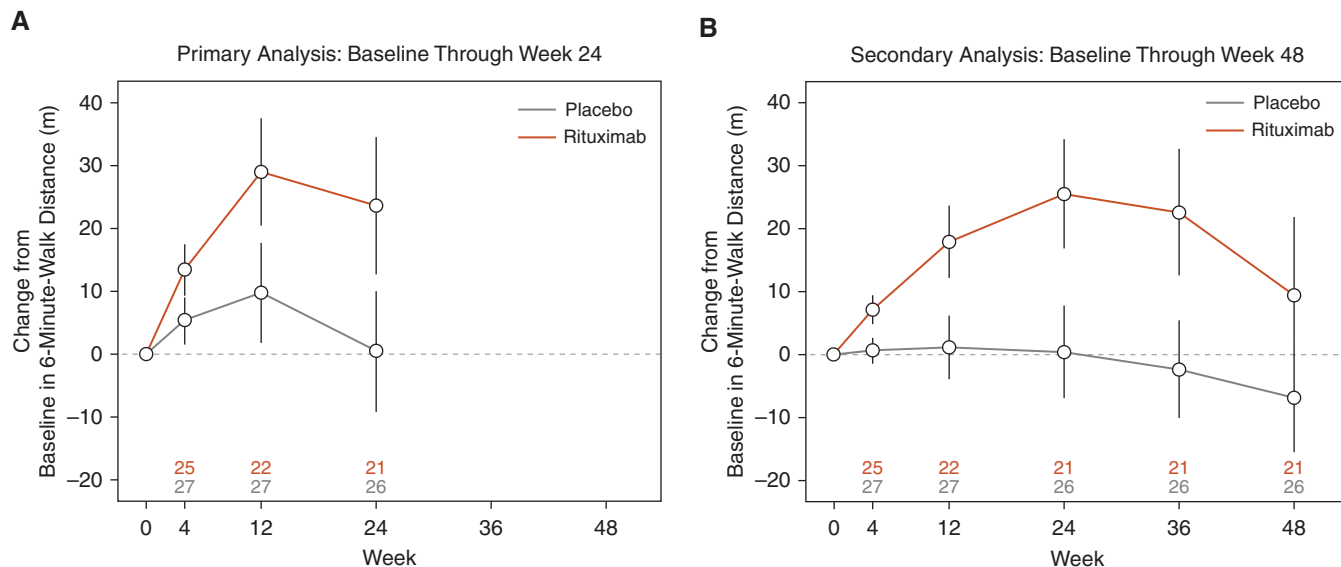 A
Primary Analysis: Baseline Through Week 24
Change from
Baseline in 6-Minute-Walk Distance (m)
40
30
20
10
0
–10
–20
Placebo
Rituximab
25 22 21
27 27 26
0 4 12 24 36 48
Week
B
Secondary Analysis: Baseline Through Week 48
Change from
Baseline in 6-Minute-Walk Distance (m)
40
30
20
10
0
–10
–20
Placebo
Rituximab
25 22 21 21 21
27 27 26 26 26
0 4 12 24 36 48
Week